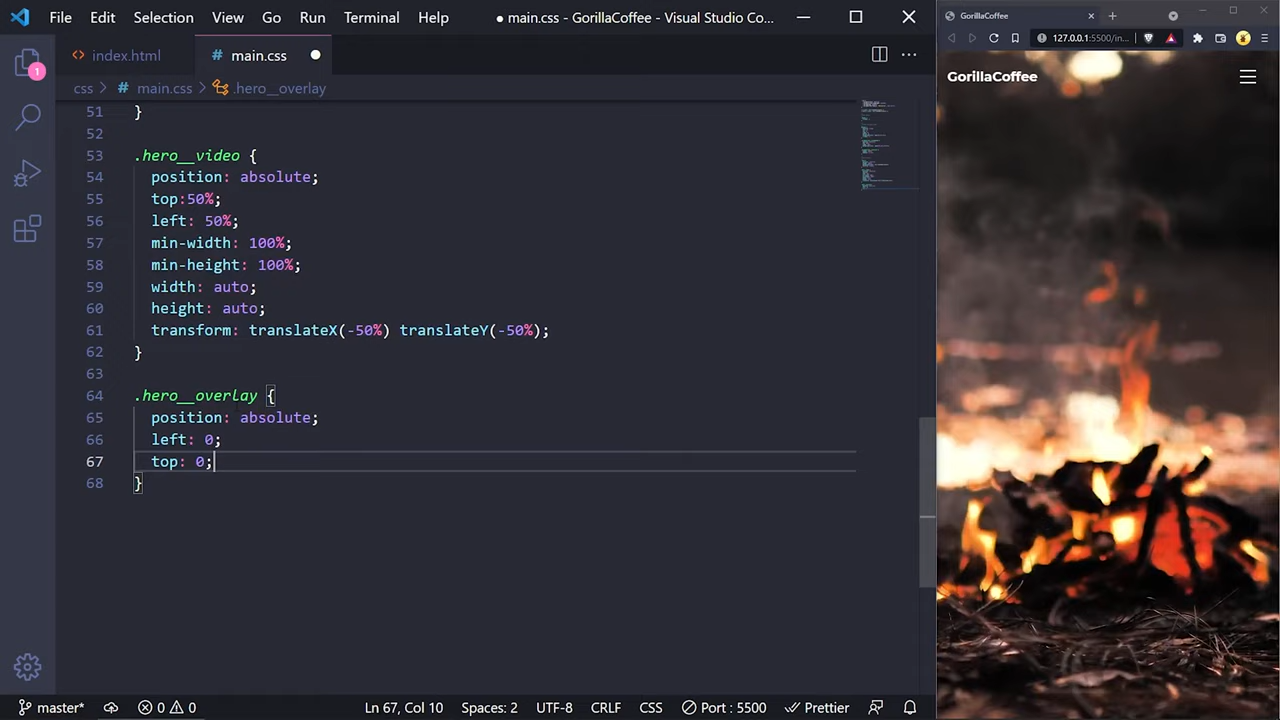 File Edit Selection View Go Run Terminal Help
● main.css - GorillaCoffee - Visual Studio Co...
<> index.html
# main.css ●
css > # main.css > .hero__overlay
1
51 }
52
53 .hero__video {
54 position: absolute;
55 top:50%;
56 left: 50%;
57 min-width: 100%;
58 min-height: 100%;
59 width: auto;
60 height: auto;
61 transform: translateX(-50%) translateY(-50%);
62 }
63
64 .hero__overlay {
65 position: absolute;
66 left: 0;
67 top: 0;
68 }
master* 0 0 Ln 67, Col 10 Spaces: 2 UTF-8 CRLF CSS Port : 5500 Prettier
GorillaCoffee
127.0.0.1:5500/in...
GorillaCoffee